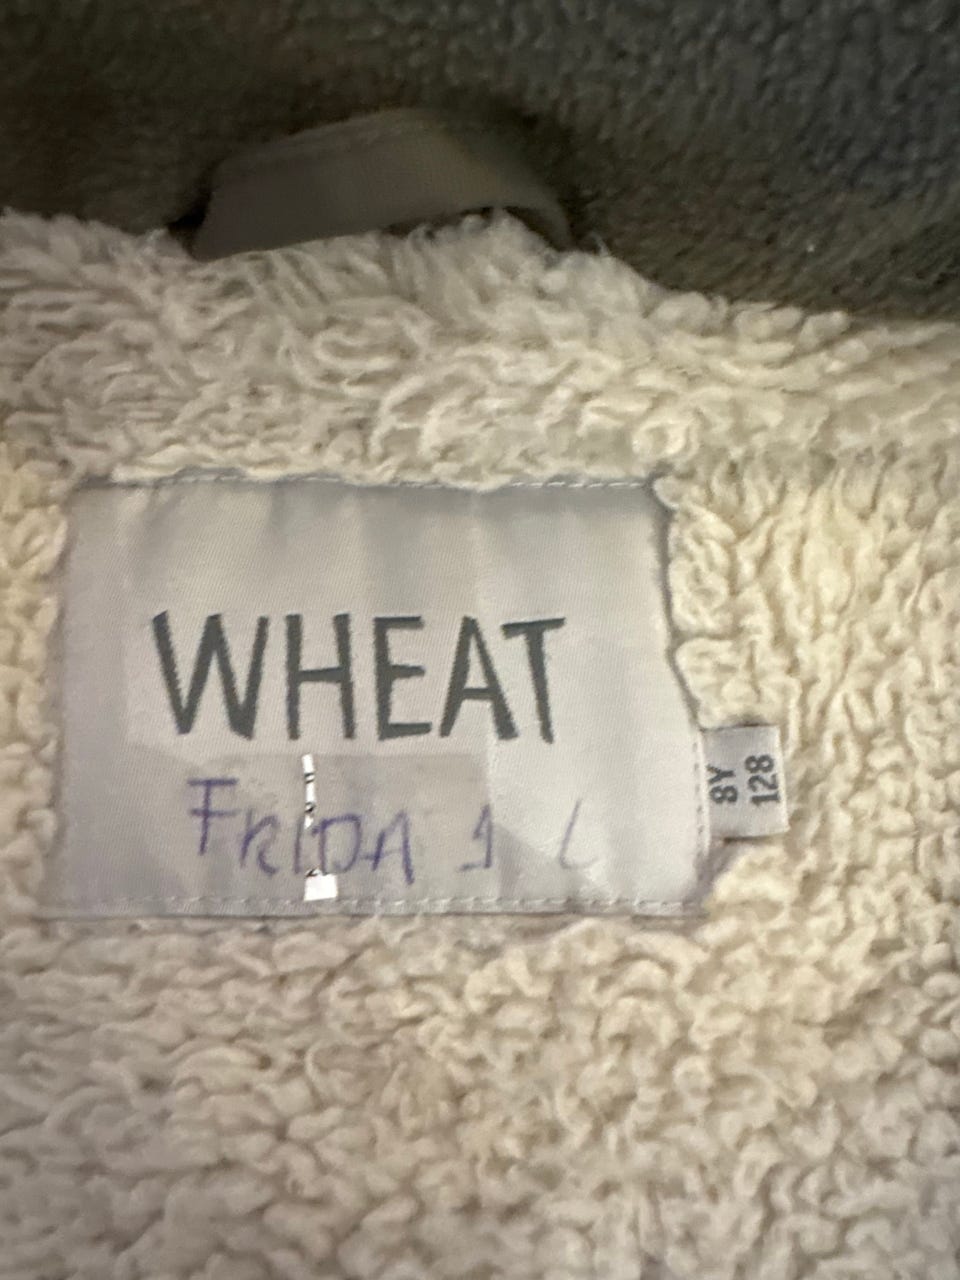 WHEAT
FRIDA 1 L
8Y
128